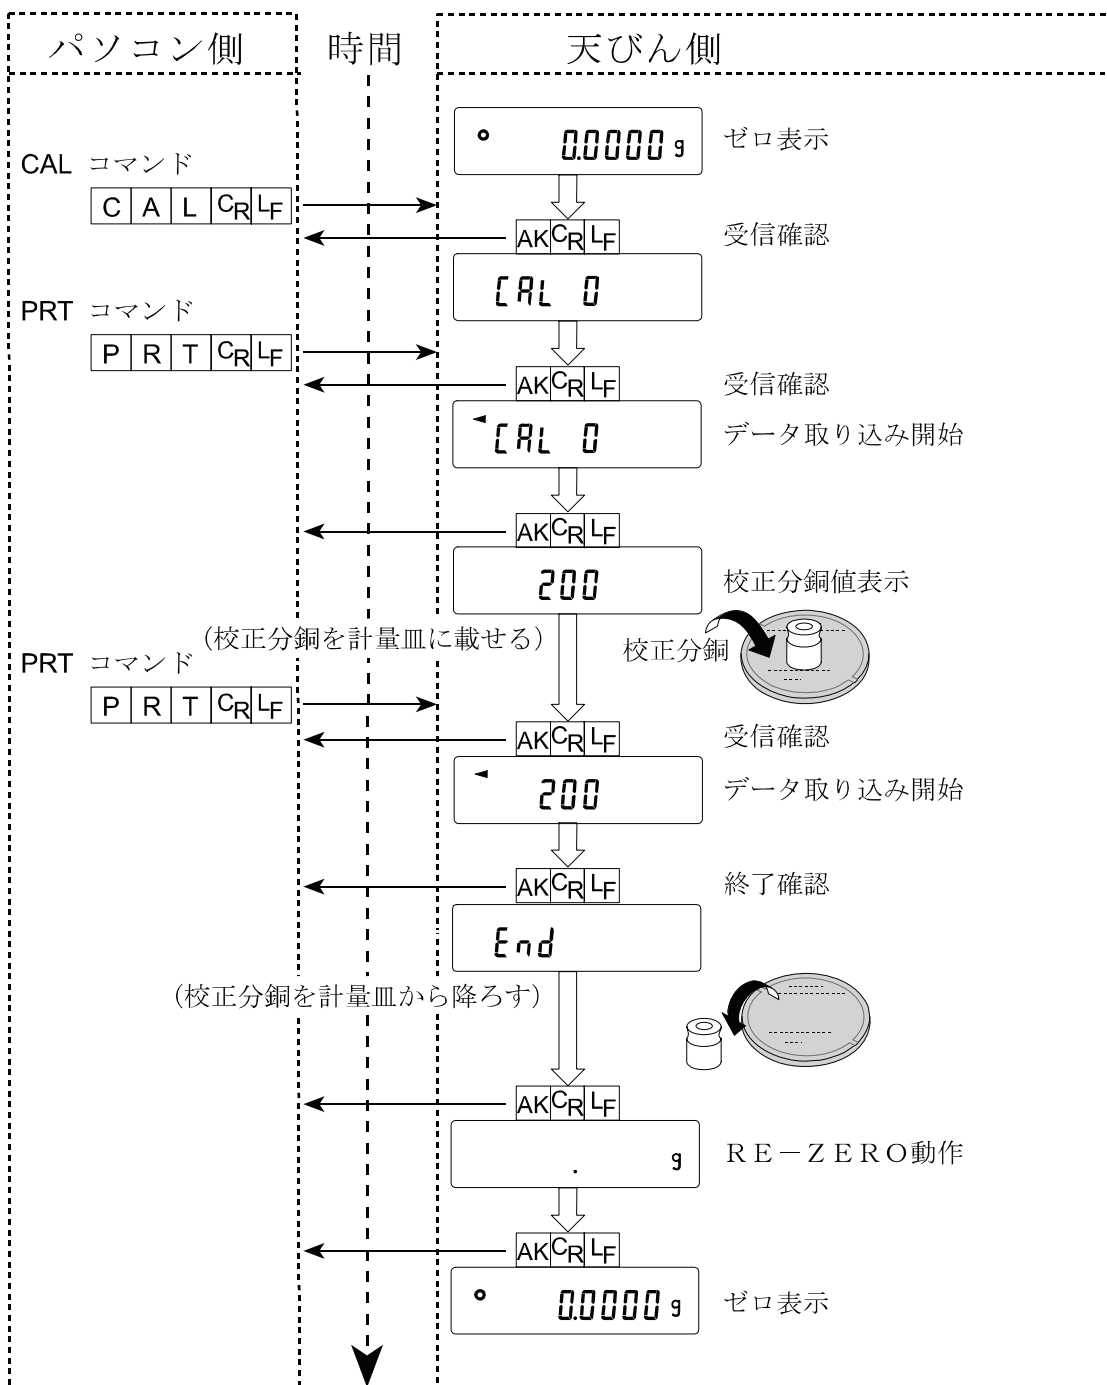 パソコン側 時間 天びん側
0.0000 g ゼロ表示
CAL コマンド
C A L CR LF
AK CR LF 受信確認
CAL 0
PRT コマンド
P R T CR LF
AK CR LF 受信確認
CAL 0 データ取り込み開始
AK CR LF
200 校正分銅値表示
(校正分銅を計量皿に載せる) 校正分銅
PRT コマンド
P R T CR LF
AK CR LF 受信確認
200 データ取り込み開始
AK CR LF 終了確認
End
(校正分銅を計量皿から降ろす)
AK CR LF
. g RE－ZERO動作
AK CR LF
0.0000 g ゼロ表示